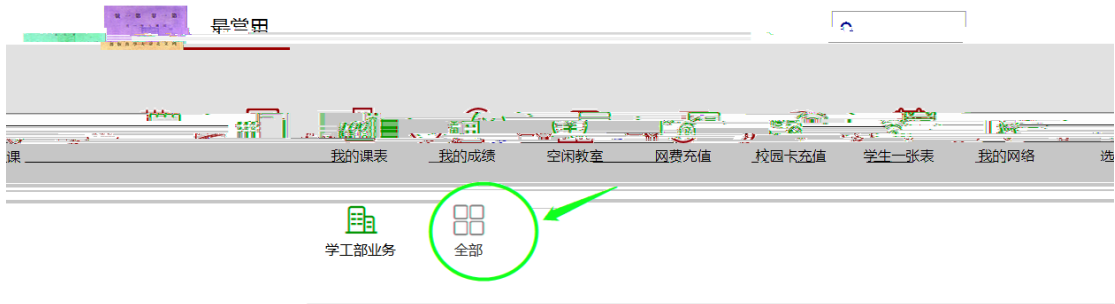 最常用
课 我的课表 我的成绩 空闲教室 网费充值 校园卡充值 学生一张表 我的网络 选
学工部业务 全部